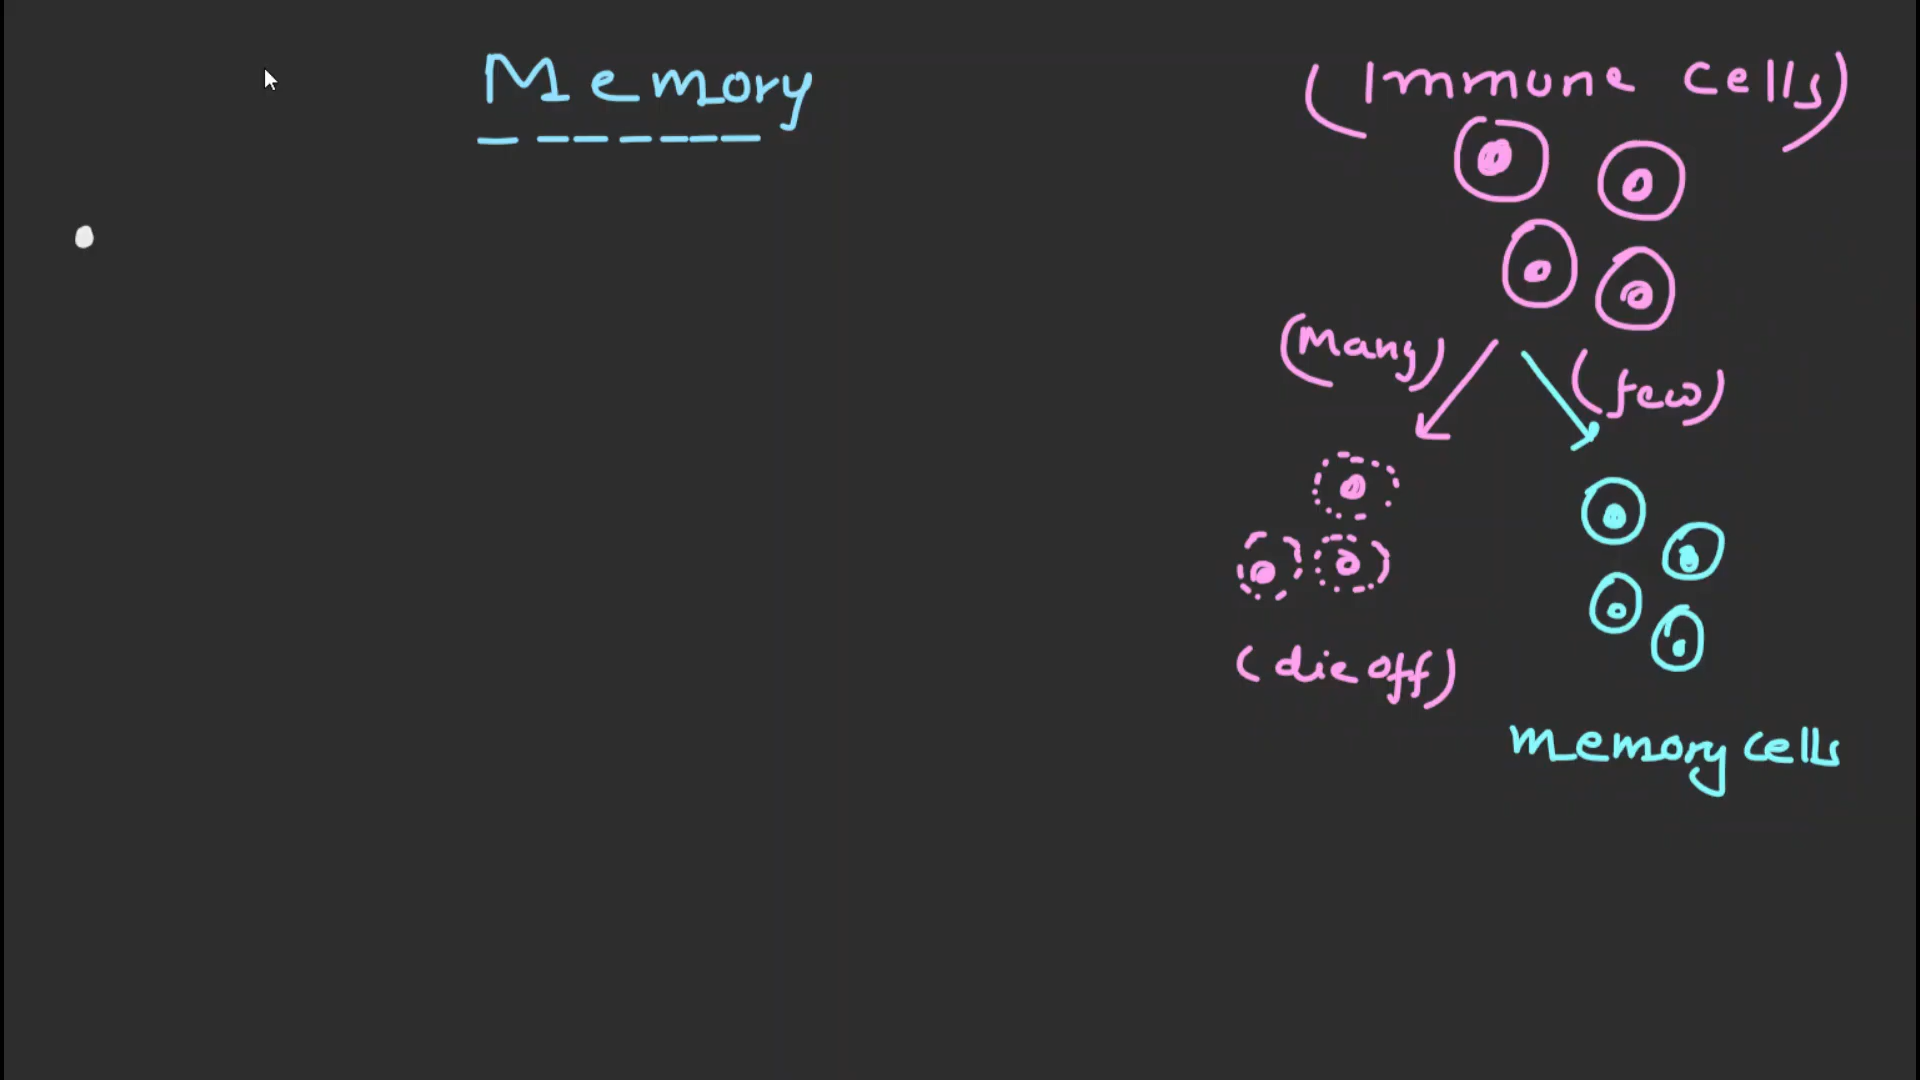 Memory
(Immune cells)
(Many)
(few)
(die off)
memory cells